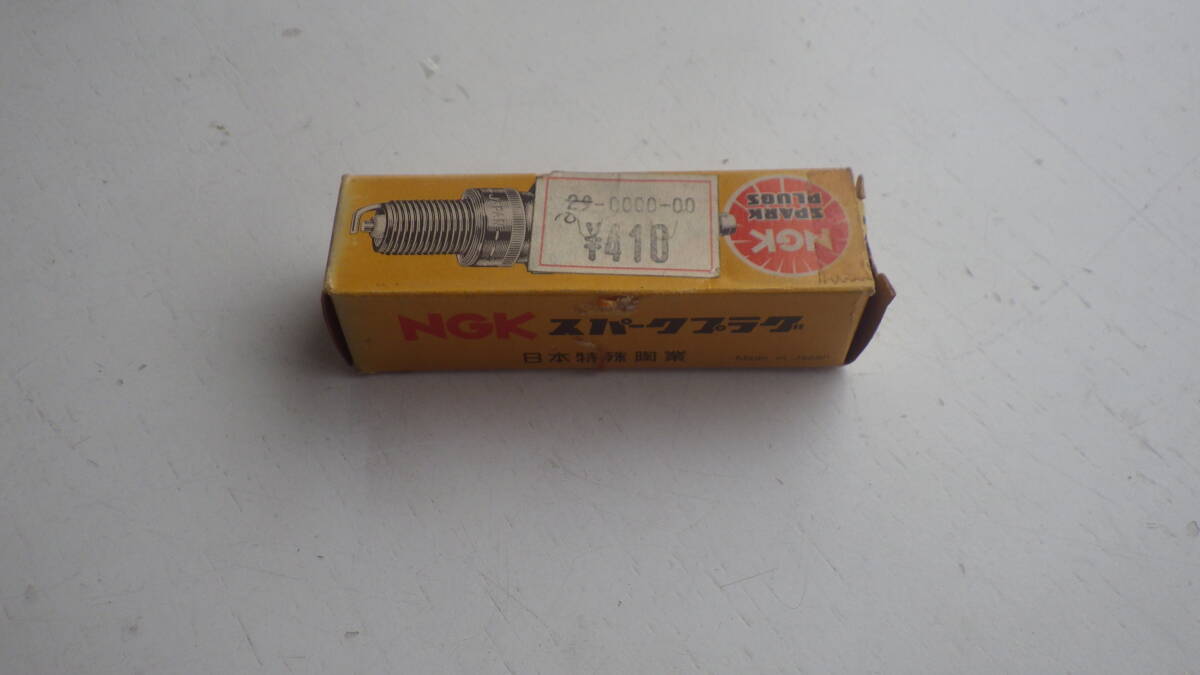 29-0000-00
¥410
NGK
SPARK
PLUGS
NGK スパークプラグ
日本特殊陶業
Made in Japan